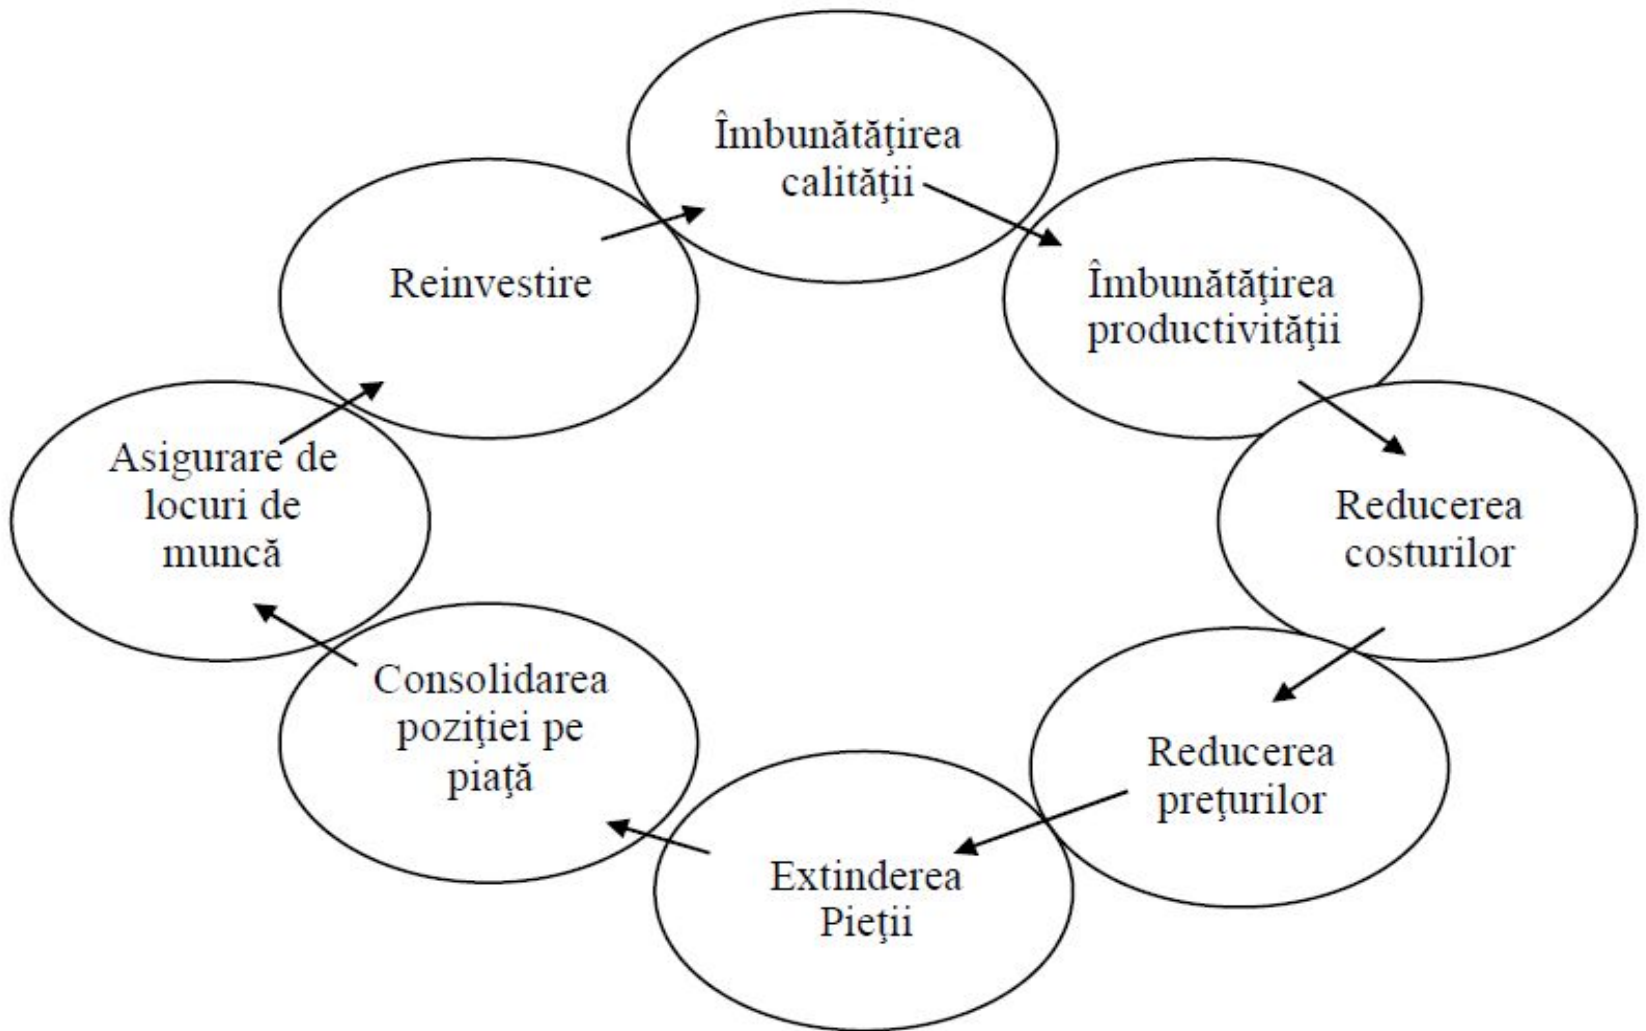 Îmbunătăţirea
calităţii
Îmbunătăţirea
productivităţii
Reducerea
costurilor
Reducerea
preţurilor
Extinderea
Pieţii
Consolidarea
poziţiei pe
piaţă
Asigurare de
locuri de
muncă
Reinvestire